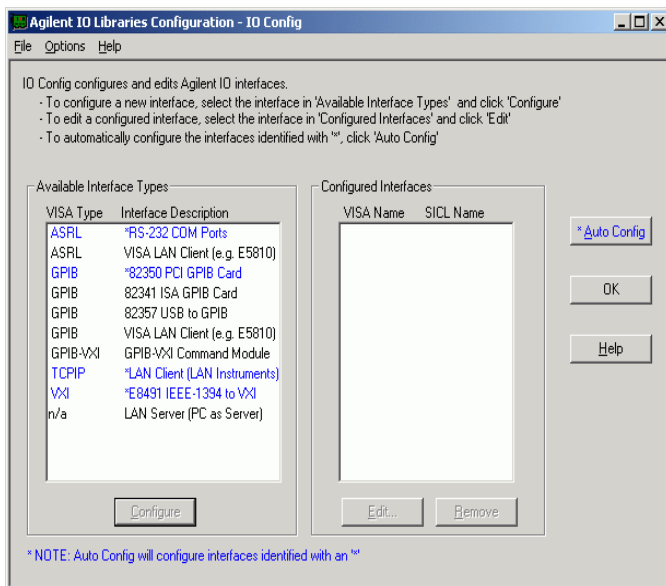 Agilent IO Libraries Configuration - IO Config
File Options Help
IO Config configures and edits Agilent IO interfaces.
- To configure a new interface, select the interface in 'Available Interface Types' and click 'Configure'
- To edit a configured interface, select the interface in 'Configured Interfaces' and click 'Edit'
- To automatically configure the interfaces identified with '*', click 'Auto Config'
Available Interface Types
VISA Type Interface Description
ASRL *RS-232 COM Ports
ASRL VISA LAN Client (e.g. E5810)
GPIB *82350 PCI GPIB Card
GPIB 82341 ISA GPIB Card
GPIB 82357 USB to GPIB
GPIB VISA LAN Client (e.g. E5810)
GPIB-VXI GPIB-VXI Command Module
TCPIP *LAN Client (LAN Instruments)
VXI *E8491 IEEE-1394 to VXI
n/a LAN Server (PC as Server)
Configure
Configured Interfaces
VISA Name SICL Name
Edit... Remove
* Auto Config
OK
Help
* NOTE: Auto Config will configure interfaces identified with an '*'